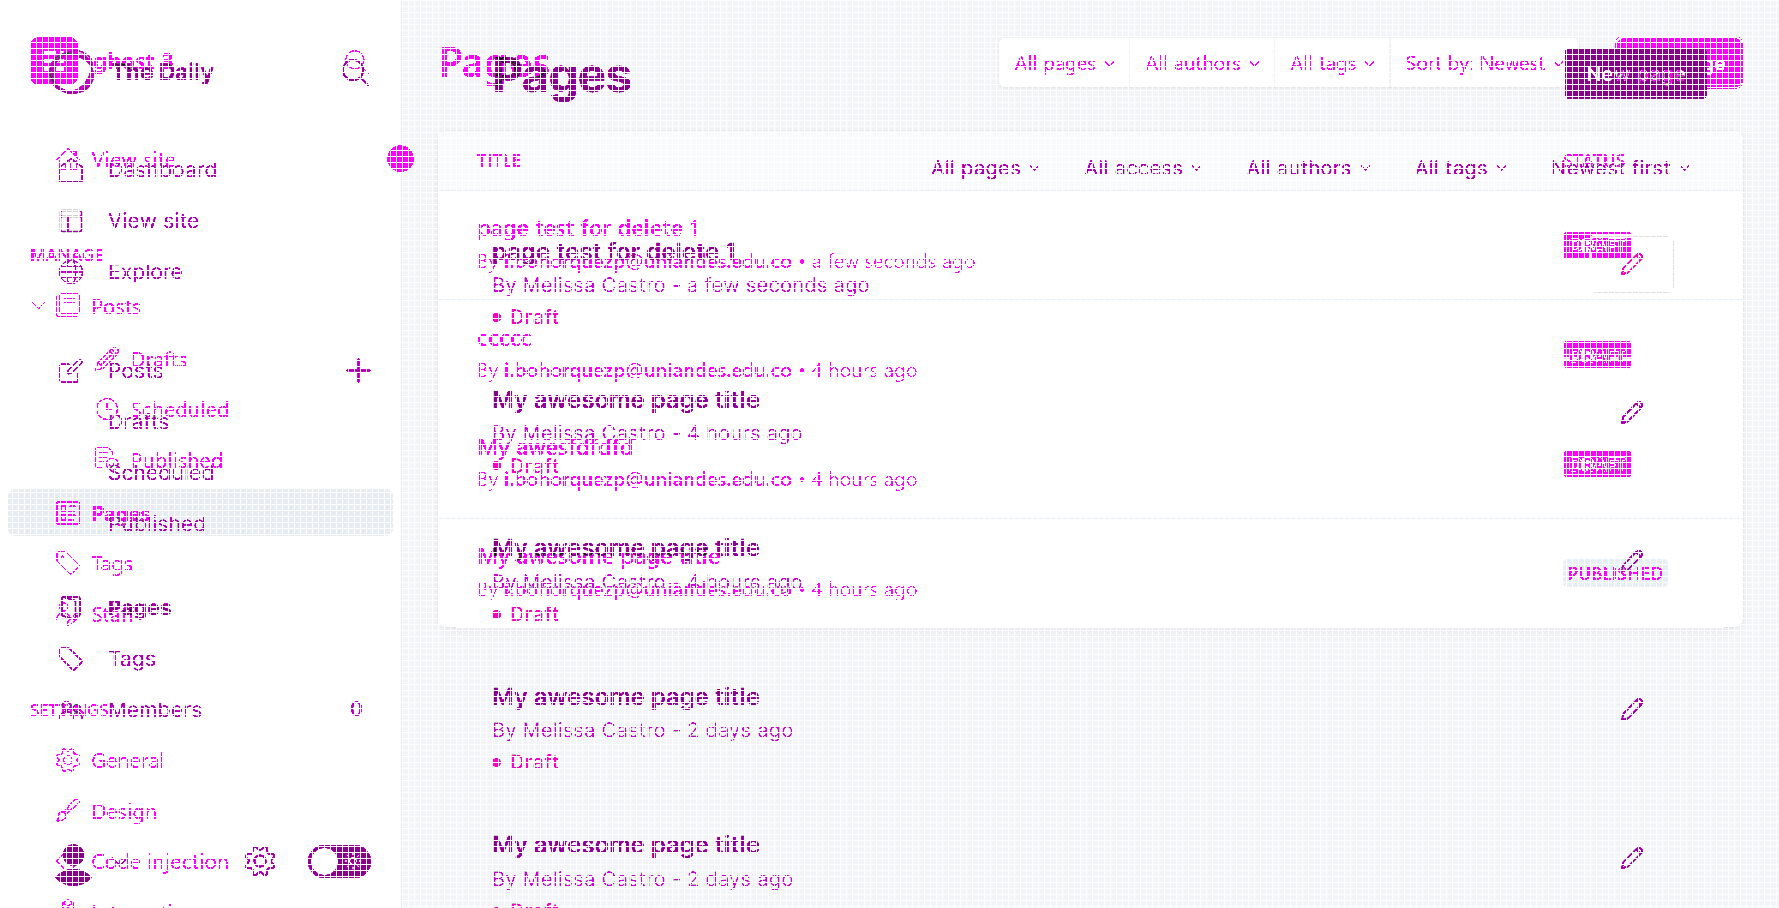 ghost 3
The Daily
View site
Dashboard
View site
MANAGE
Explore
Posts
Drafts
Posts
Scheduled
Drafts
Published
Scheduled
Pages
Published
Tags
Staff
Pages
Tags
SETTINGS
Members
0
General
Design
Code injection
Pages
Pages
All pages
All authors
All tags
Sort by: Newest
New page
TITLE
STATUS
All pages
All access
All authors
All tags
Newest first
page test for delete 1
page test for delete 1
By i.bohorquezp@uniandes.edu.co • a few seconds ago
By Melissa Castro - a few seconds ago
DRAFT
Draft
ccccc
By i.bohorquezp@uniandes.edu.co • 4 hours ago
DRAFT
My awesome page title
By Melissa Castro - 4 hours ago
My awesfdfdfd
Draft
By i.bohorquezp@uniandes.edu.co • 4 hours ago
DRAFT
My awesome page title
My awesome page title
By Melissa Castro - 4 hours ago
By i.bohorquezp@uniandes.edu.co • 4 hours ago
PUBLISHED
Draft
My awesome page title
By Melissa Castro - 2 days ago
Draft
My awesome page title
By Melissa Castro - 2 days ago
Draft